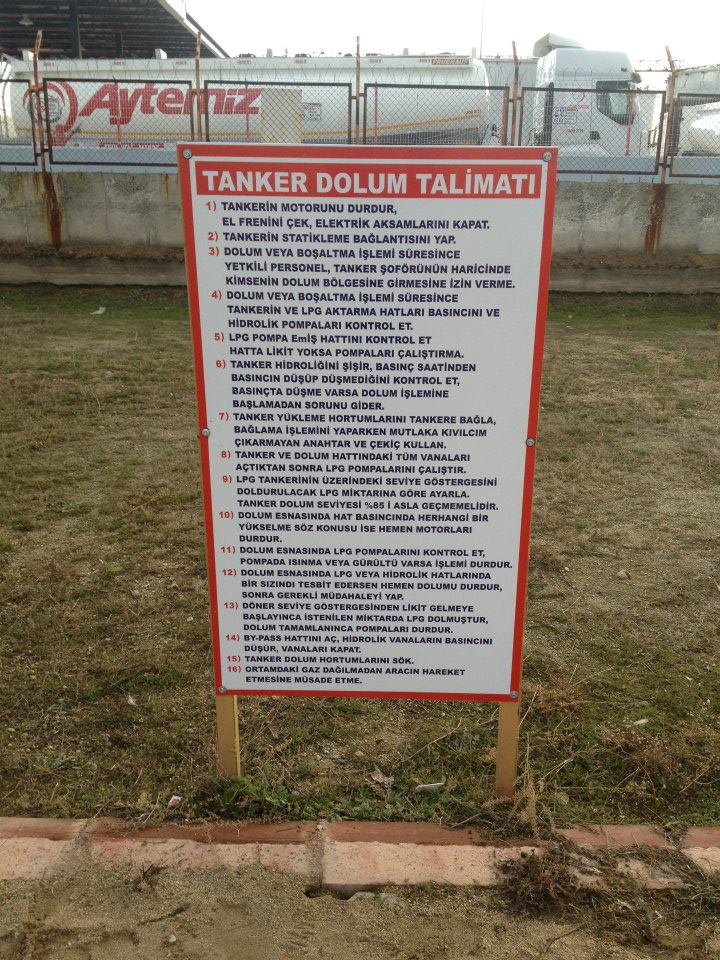 FRUEHAUF
Aytemiz
TANKER DOLUM TALİMATI
1) TANKERİN MOTORUNU DURDUR,
EL FRENİNİ ÇEK, ELEKTRİK AKSAMLARINI KAPAT.
2) TANKERİN STATİKLEME BAĞLANTISINI YAP.
3) DOLUM VEYA BOŞALTMA İŞLEMİ SÜRESİNCE
YETKİLİ PERSONEL, TANKER ŞOFÖRÜNÜN HARİCİNDE
KİMSENİN DOLUM BÖLGESİNE GİRMESİNE İZİN VERME.
4) DOLUM VEYA BOŞALTMA İŞLEMİ SÜRESİNCE
TANKERİN VE LPG AKTARMA HATLARI BASINCINI VE
HİDROLİK POMPALARI KONTROL ET.
5) LPG POMPA EmİŞ HATTINI KONTROL ET
HATTA LİKİT YOKSA POMPALARI ÇALIŞTIRMA.
6) TANKER HİDROLİĞİNİ ŞİŞİR, BASINÇ SAATİNDEN
BASINCIN DÜŞÜP DÜŞMEDİĞİNİ KONTROL ET,
BASINÇTA DÜŞME VARSA DOLUM İŞLEMİNE
BAŞLAMADAN SORUNU GİDER.
7) TANKER YÜKLEME HORTUMLARINI TANKERE BAĞLA,
BAĞLAMA İŞLEMİNİ YAPARKEN MUTLAKA KIVILCIM
ÇIKARMAYAN ANAHTAR VE ÇEKİÇ KULLAN.
8) TANKER VE DOLUM HATTINDAKİ TÜM VANALARI
AÇTIKTAN SONRA LPG POMPALARINI ÇALIŞTIR.
9) LPG TANKERİNİN ÜZERİNDEKİ SEVİYE GÖSTERGESİNİ
DOLDURULACAK LPG MİKTARINA GÖRE AYARLA.
TANKER DOLUM SEVİYESİ %85 İ ASLA GEÇMEMELİDİR.
10) DOLUM ESNASINDA HAT BASINCINDA HERHANGİ BİR
YÜKSELME SÖZ KONUSU İSE HEMEN MOTORLARI
DURDUR.
11) DOLUM ESNASINDA LPG POMPALARINI KONTROL ET,
POMPADA ISINMA VEYA GÜRÜLTÜ VARSA İŞLEMİ DURDUR.
12) DOLUM ESNASINDA LPG VEYA HİDROLİK HATLARINDA
BİR SIZINDI TESBİT EDERSEN HEMEN DOLUMU DURDUR,
SONRA GEREKLİ MÜDAHALEYİ YAP.
13) DÖNER SEVİYE GÖSTERGESİNDEN LİKİT GELMEYE
BAŞLAYINCA İSTENİLEN MİKTARDA LPG DOLMUŞTUR,
DOLUM TAMAMLANINCA POMPALARI DURDUR.
14) BY-PASS HATTINI AÇ, HİDROLİK VANALARIN BASINCINI
DÜŞÜR, VANALARI KAPAT.
15) TANKER DOLUM HORTUMLARINI SÖK.
16) ORTAMDAKİ GAZ DAĞILMADAN ARACIN HAREKET
ETMESİNE MÜSADE ETME.